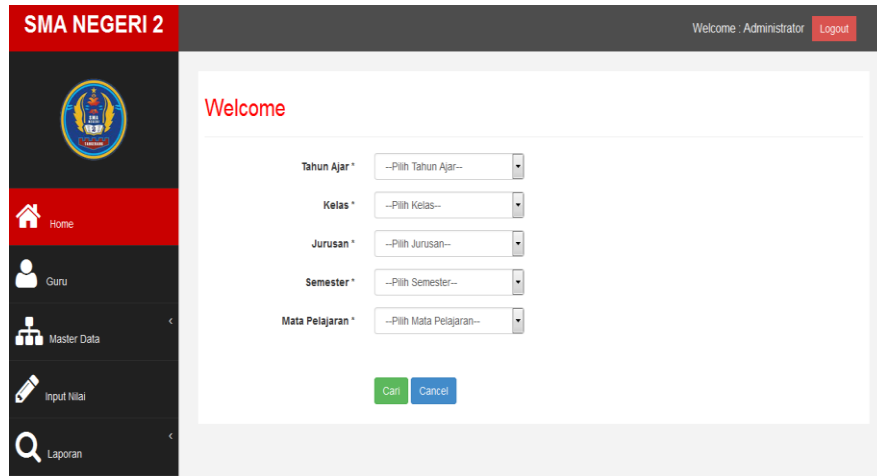 SMA NEGERI 2
Welcome : Administrator Logout
Welcome
Tahun Ajar * --Pilih Tahun Ajar--
Kelas * --Pilih Kelas--
Jurusan * --Pilih Jurusan--
Semester * --Pilih Semester--
Mata Pelajaran * --Pilih Mata Pelajaran--
Cari Cancel
SMA
Home
Guru
Master Data
Input Nilai
Laporan